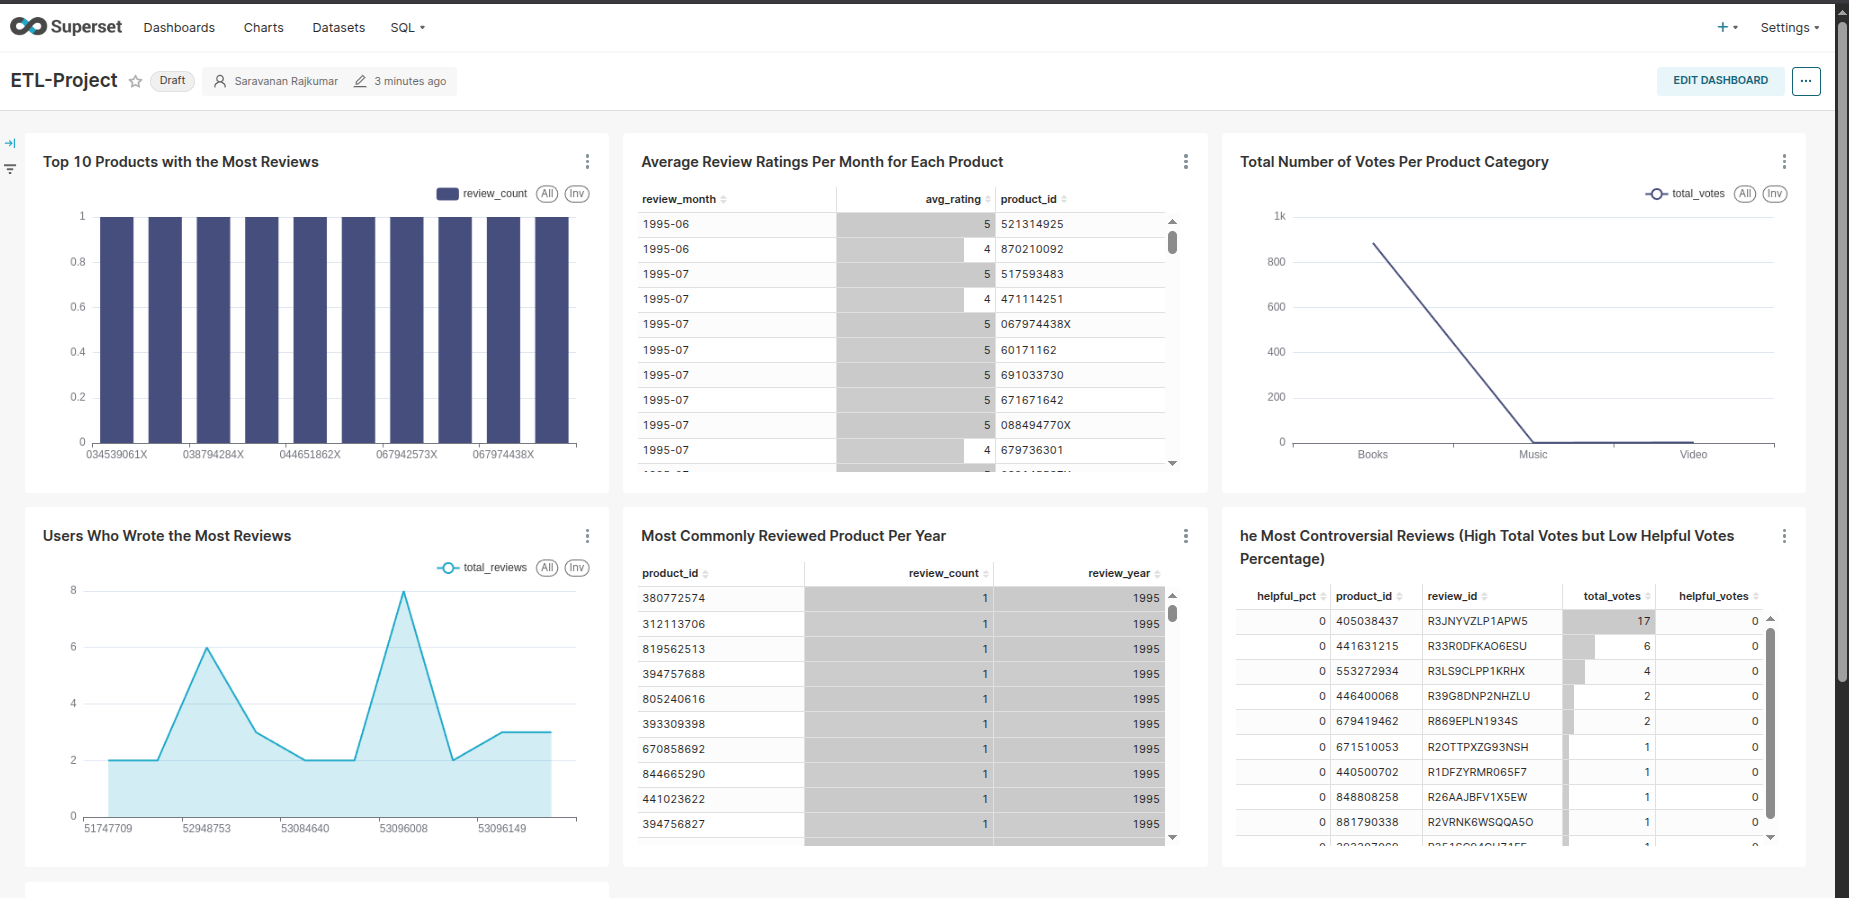 Superset Dashboards Charts Datasets SQL + Settings
ETL-Project Draft Saravanan Rajkumar 3 minutes ago EDIT DASHBOARD ...
Top 10 Products with the Most Reviews
review_count All Inv
1
0.8
0.6
0.4
0.2
0
034539061X 038794284X 044651862X 067942573X 067974438X
Average Review Ratings Per Month for Each Product
review_month avg_rating product_id
1995-06 5 521314925
1995-06 4 870210092
1995-07 5 517593483
1995-07 4 471114251
1995-07 5 067974438X
1995-07 5 60171162
1995-07 5 691033730
1995-07 5 671671642
1995-07 5 088494770X
1995-07 4 679736301
Total Number of Votes Per Product Category
total_votes All Inv
1k
800
600
400
200
0
Books Music Video
Users Who Wrote the Most Reviews
total_reviews All Inv
8
6
4
2
0
51747709 52948753 53084640 53096008 53096149
Most Commonly Reviewed Product Per Year
product_id review_count review_year
380772574 1 1995
312113706 1 1995
819562513 1 1995
394757688 1 1995
805240616 1 1995
393309398 1 1995
670858692 1 1995
844665290 1 1995
441023622 1 1995
394756827 1 1995
he Most Controversial Reviews (High Total Votes but Low Helpful Votes
Percentage)
helpful_pct product_id review_id total_votes helpful_votes
0 405038437 R3JNYVZLP1APW5 17 0
0 441631215 R33R0DFKAO6ESU 6 0
0 553272934 R3LS9CLPP1KRHX 4 0
0 446400068 R39G8DNP2NHZLU 2 0
0 679419462 R869EPLN1934S 2 0
0 671510053 R2OTTPXZG93NSH 1 0
0 440500702 R1DFZYRMR065F7 1 0
0 848808258 R26AAJBFV1X5EW 1 0
0 881790338 R2VRNK6WSQQA5O 1 0